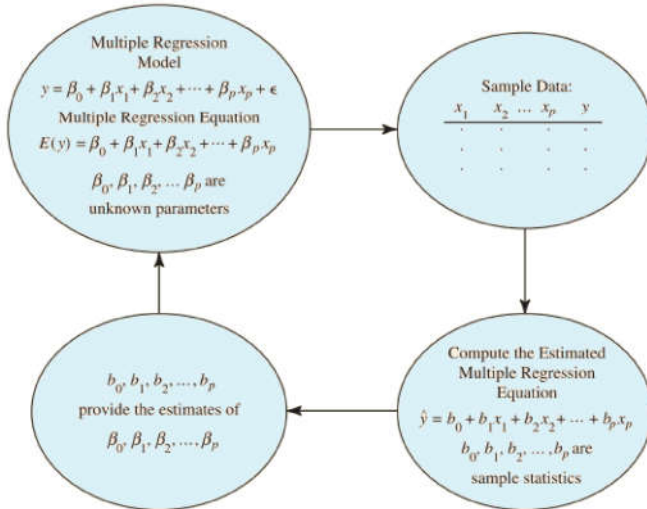 Multiple Regression
Model
y = β₀ + β₁x₁ + β₂x₂ + ··· + βₚxₚ + ϵ
Multiple Regression Equation
E(y) = β₀ + β₁x₁ + β₂x₂ + ··· + βₚxₚ
β₀, β₁, β₂, ... βₚ are
unknown parameters
Sample Data:
x₁ x₂ ... xₚ y
. . . .
. . . .
. . . .
Compute the Estimated
Multiple Regression
Equation
ŷ = b₀ + b₁x₁ + b₂x₂ + ··· + bₚxₚ
b₀, b₁, b₂, ..., bₚ are
sample statistics
b₀, b₁, b₂, ..., bₚ
provide the estimates of
β₀, β₁, β₂, ..., βₚ